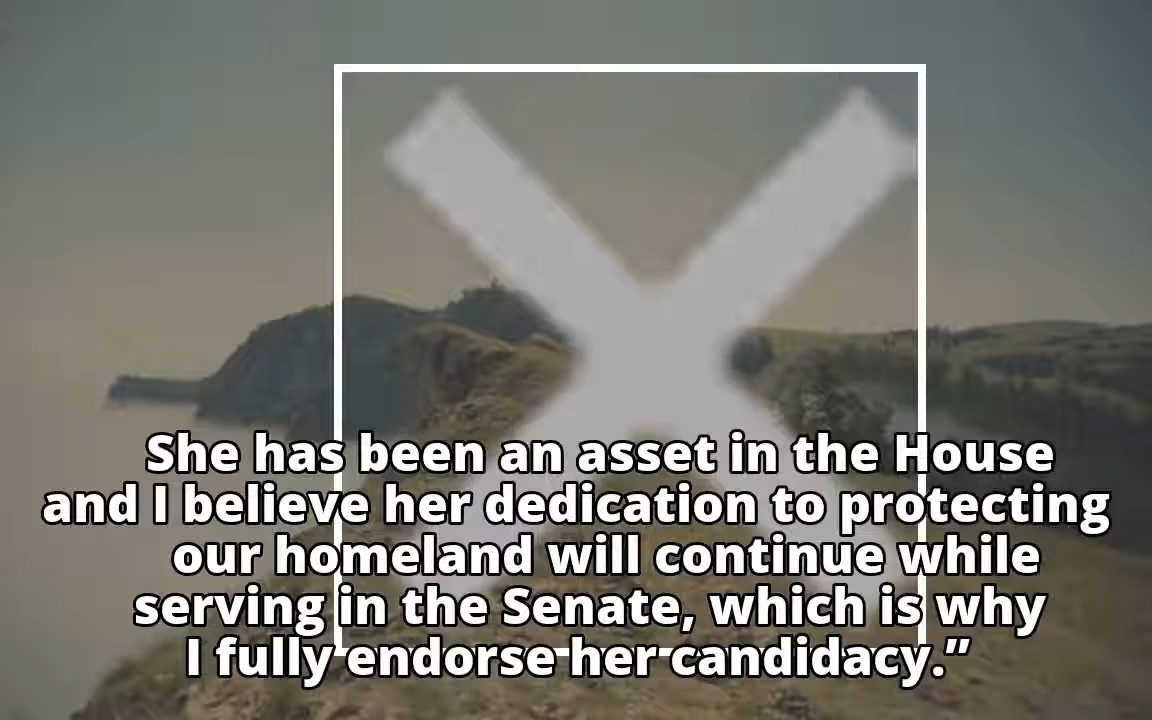 She has been an asset in the House
and I believe her dedication to protecting
our homeland will continue while
serving in the Senate, which is why
I fully endorse her candidacy.”